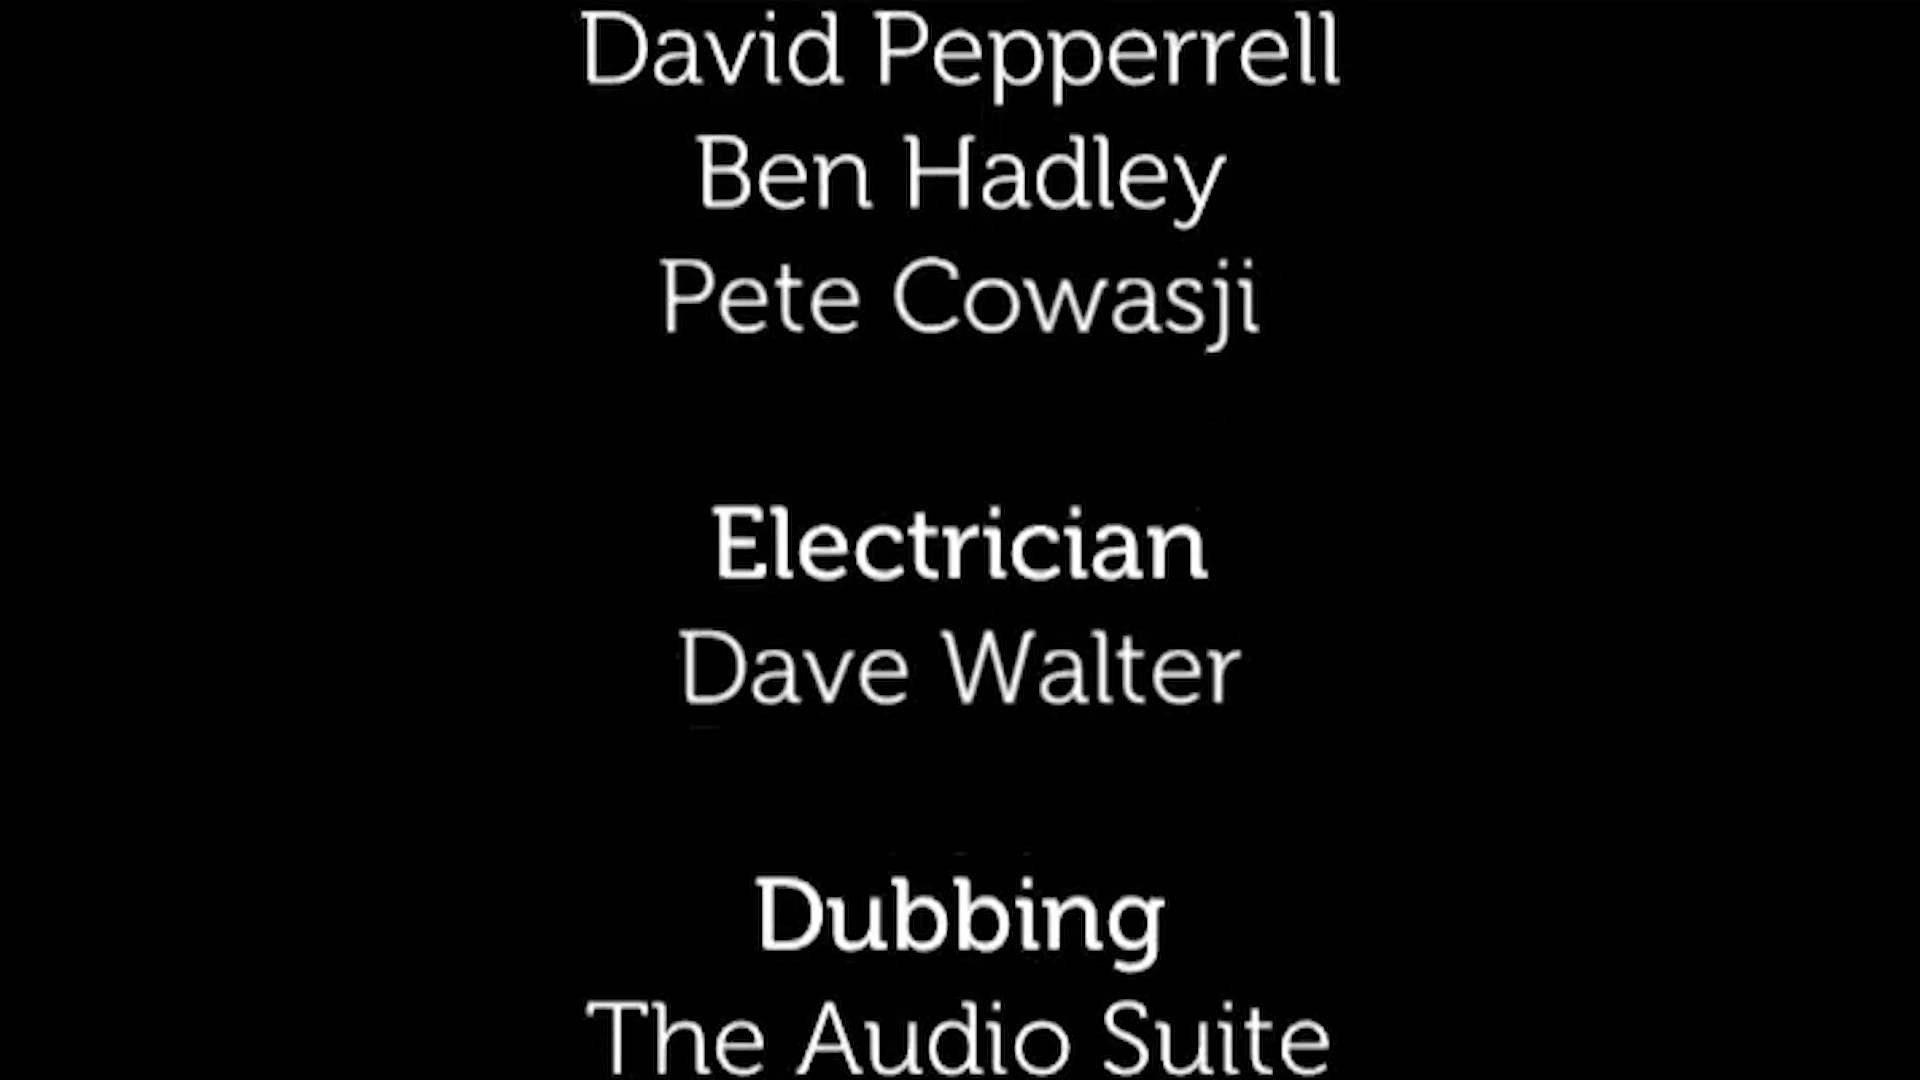 David Pepperrell
Ben Hadley
Pete Cowasji
Electrician
Dave Walter
Dubbing
The Audio Suite